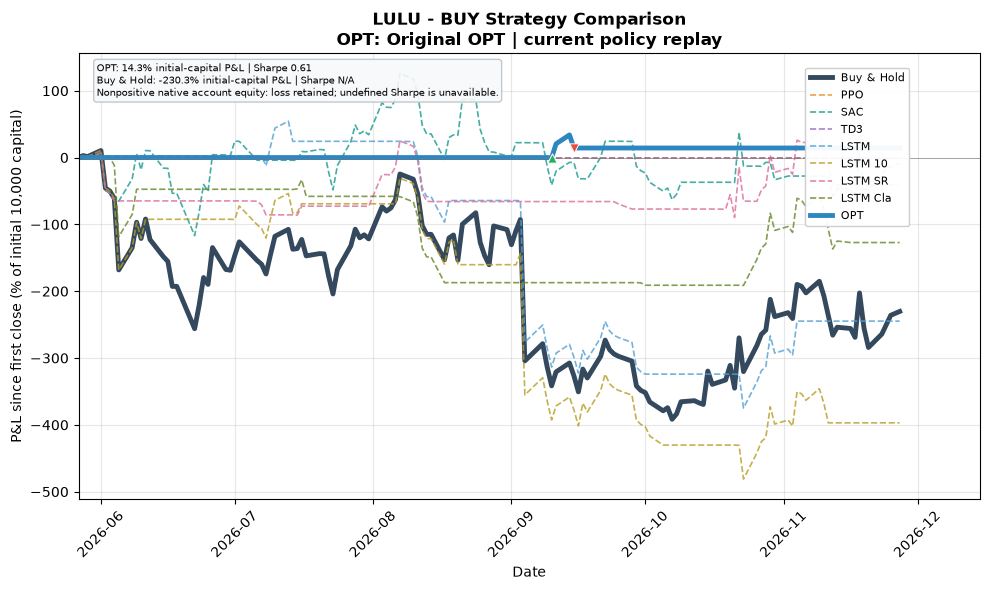 LULU - BUY Strategy Comparison
OPT: Original OPT | current policy replay
OPT: 14.3% initial-capital P&L | Sharpe 0.61
Buy & Hold: -230.3% initial-capital P&L | Sharpe N/A
Nonpositive native account equity: loss retained; undefined Sharpe is unavailable.
Buy & Hold
PPO
SAC
TD3
LSTM
LSTM 10
LSTM SR
LSTM Cla
OPT
P&L since first close (% of initial 10,000 capital)
100
0
−100
−200
−300
−400
−500
2026-06
2026-07
2026-08
2026-09
2026-10
2026-11
2026-12
Date